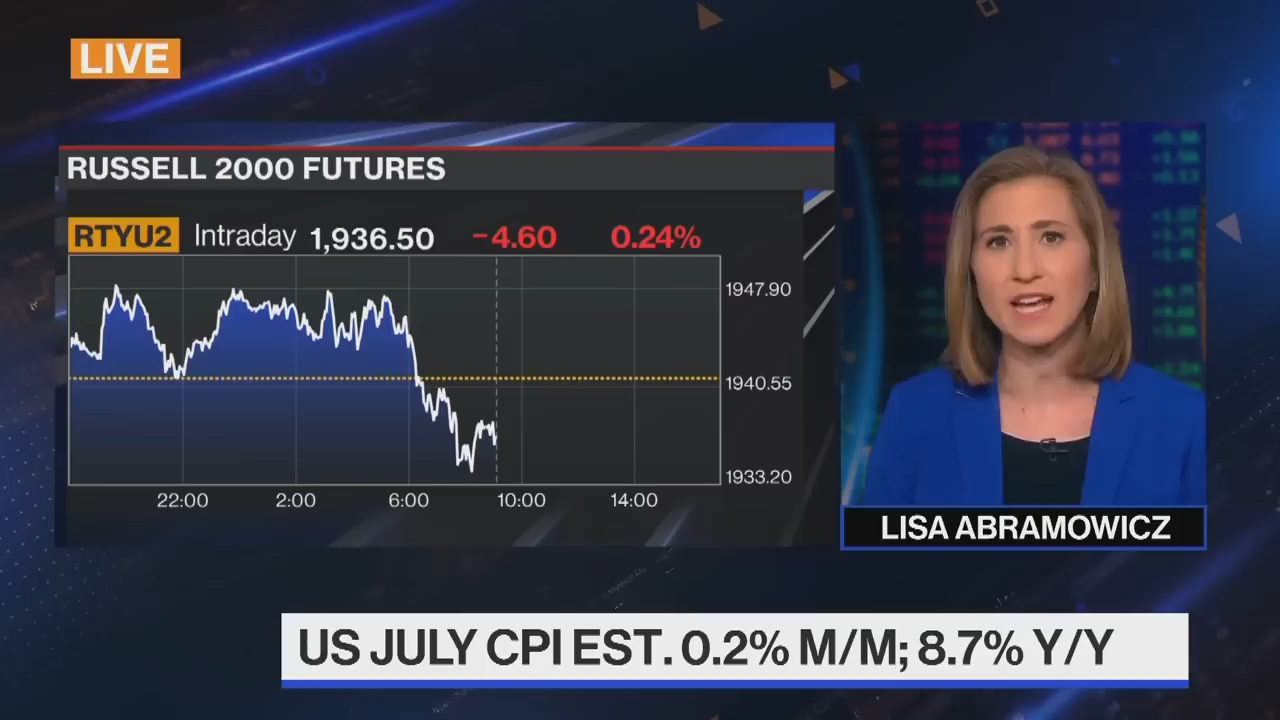 LIVE
RUSSELL 2000 FUTURES
RTYU2 Intraday 1,936.50 -4.60 0.24%
1947.90
1940.55
1933.20
22:00 2:00 6:00 10:00 14:00
LISA ABRAMOWICZ
US JULY CPI EST. 0.2% M/M; 8.7% Y/Y